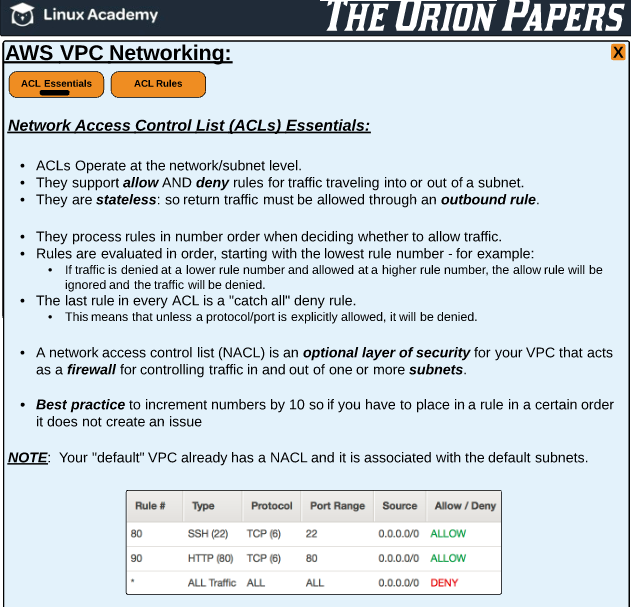 Linux Academy
THE ORION PAPERS
AWS VPC Networking:
X
ACL Essentials
ACL Rules
Network Access Control List (ACLs) Essentials:
• ACLs Operate at the network/subnet level.
• They support allow AND deny rules for traffic traveling into or out of a subnet.
• They are stateless: so return traffic must be allowed through an outbound rule.
• They process rules in number order when deciding whether to allow traffic.
• Rules are evaluated in order, starting with the lowest rule number - for example:
• If traffic is denied at a lower rule number and allowed at a higher rule number, the allow rule will be
ignored and the traffic will be denied.
• The last rule in every ACL is a "catch all" deny rule.
• This means that unless a protocol/port is explicitly allowed, it will be denied.
• A network access control list (NACL) is an optional layer of security for your VPC that acts
as a firewall for controlling traffic in and out of one or more subnets.
• Best practice to increment numbers by 10 so if you have to place in a rule in a certain order
it does not create an issue
NOTE: Your "default" VPC already has a NACL and it is associated with the default subnets.
Rule # Type Protocol Port Range Source Allow / Deny
80 SSH (22) TCP (6) 22 0.0.0.0/0 ALLOW
90 HTTP (80) TCP (6) 80 0.0.0.0/0 ALLOW
* ALL Traffic ALL ALL 0.0.0.0/0 DENY